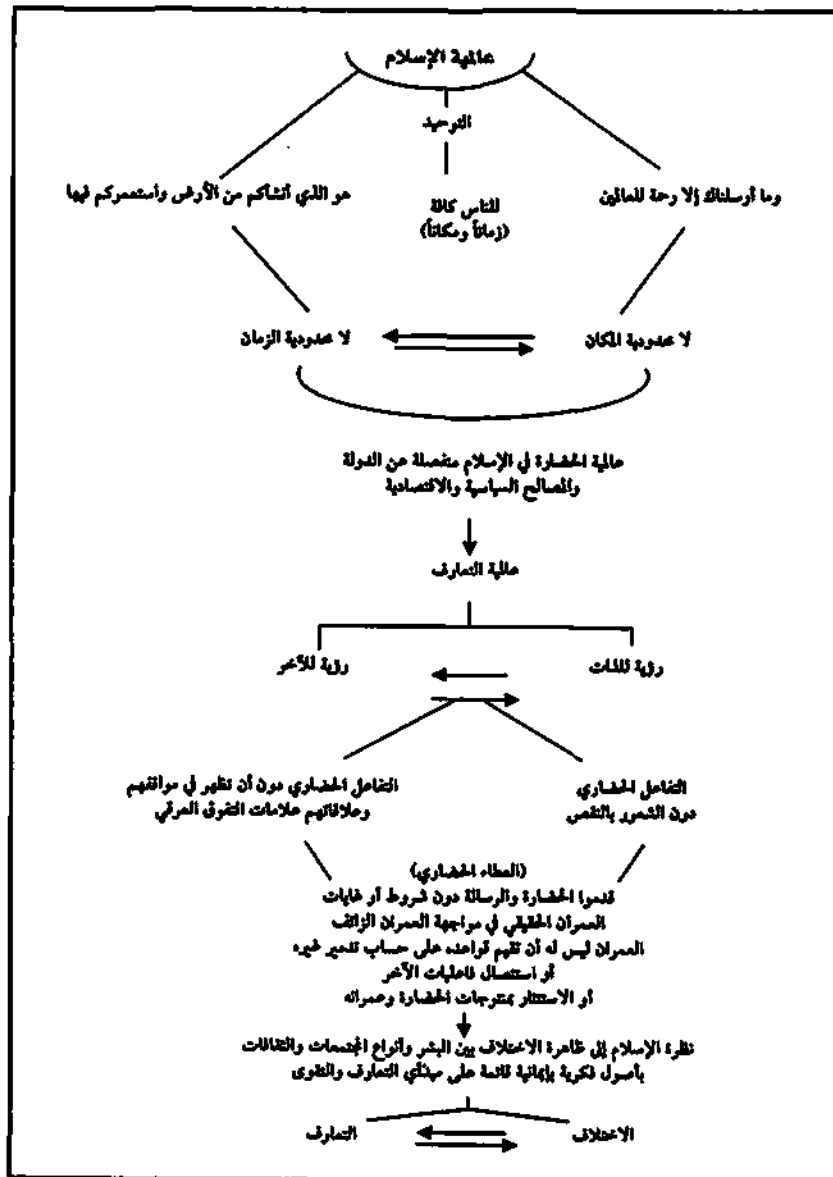 عالمية الإسلام
التوحيد
وما أرسلناك إلا رحمة للعالمين
للناس كافة
(زماناً ومكاناً)
هو الذي أنشأكم من الأرض واستعمركم فيها
لا محدودية المكان
لا محدودية الزمان
عالمية الحضارة في الإسلام منفصلة عن الدولة
والمصالح السياسية والاقتصادية
عالمية التعارف
رؤية للذات
رؤية للآخر
التفاعل الحضاري
دون الشعور بالنقص
التفاعل الحضاري دون أن تظهر في مواقفهم
وعلاقاتهم علامات التفوق العرقي
(العطاء الحضاري)
قدموا الحضارة والرسالة دون شروط أو غايات
العمران الحقيقي في مواجهة العمران الزائف
العمران ليس له أن تقيم قواعده على حساب تدمير غيره
أو استئصال فاعليات الآخر
أو الاستئثار بمنتوجات الحضارة وعمرانه
نظرة الإسلام إلى ظاهرة الاختلاف بين البشر وأنواع المجتمعات والثقافات
بأصول فكرية بإيمانية قائمة على مبدأي التعارف والتقوى
الاختلاف
التعارف